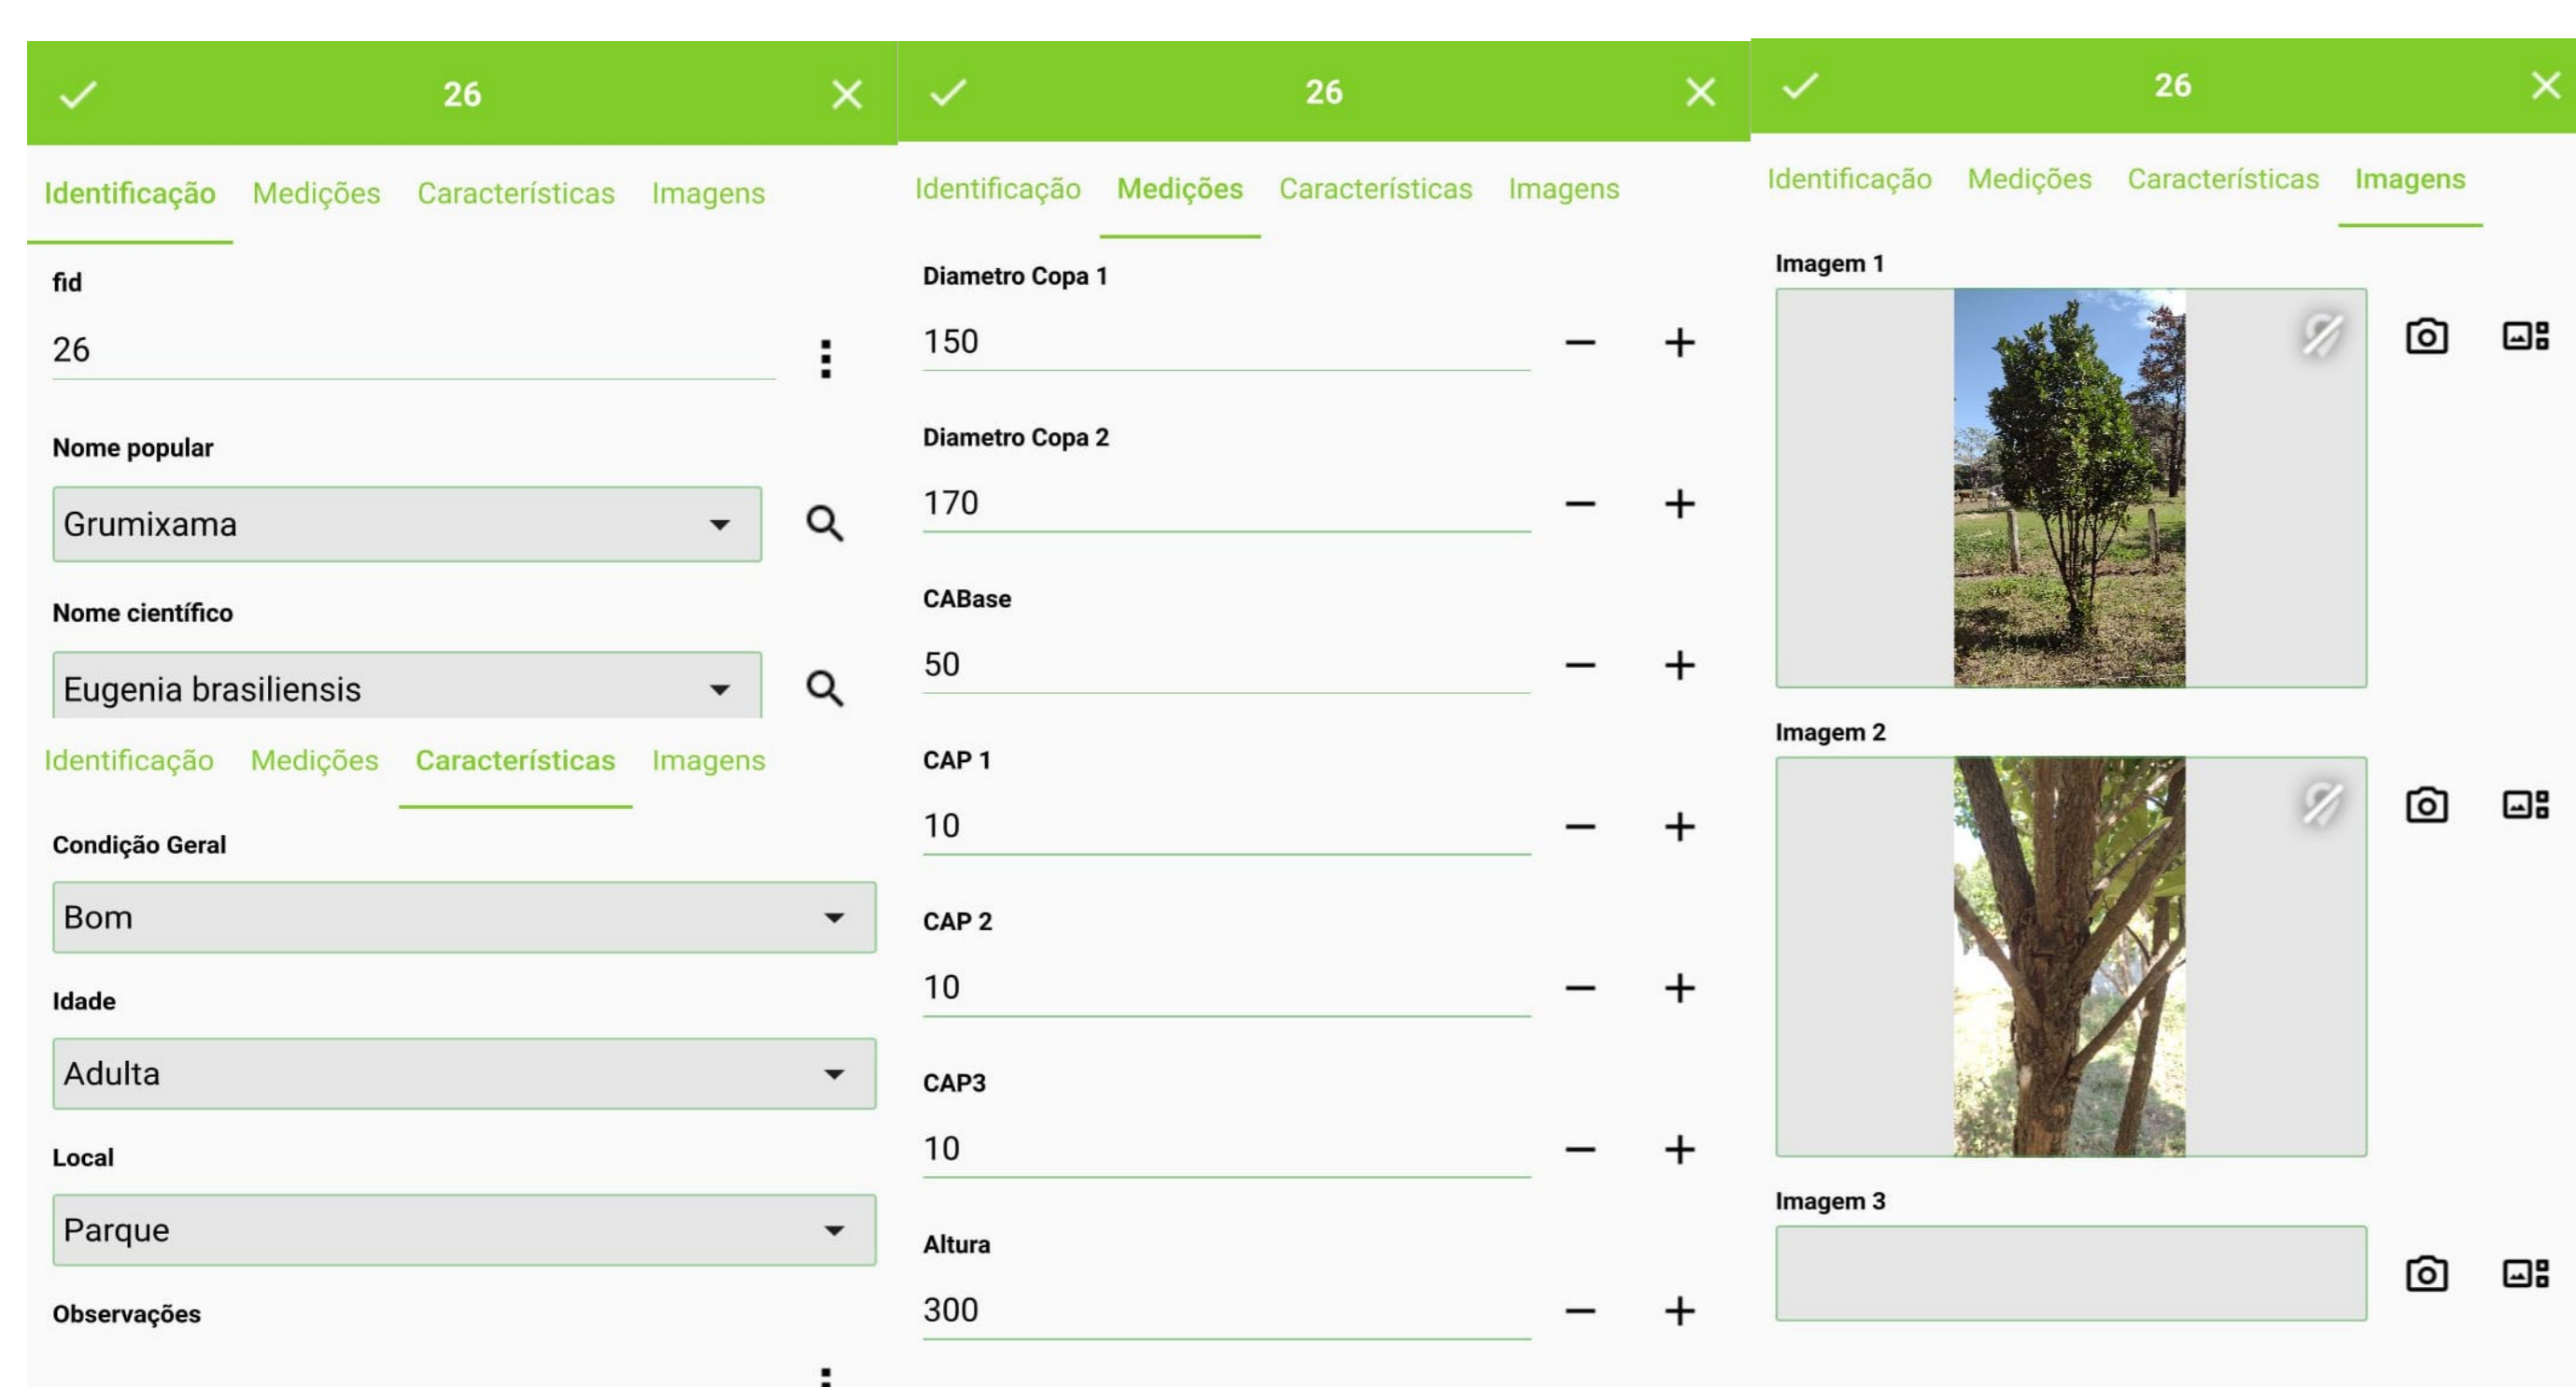 26
Identificação Medições Características Imagens
fid
26
Nome popular
Grumixama
Nome científico
Eugenia brasiliensis
Identificação Medições Características Imagens
Condição Geral
Bom
Idade
Adulta
Local
Parque
Observações
26
Identificação Medições Características Imagens
Diametro Copa 1
150
Diametro Copa 2
170
CABase
50
CAP 1
10
CAP 2
10
CAP3
10
Altura
300
26
Identificação Medições Características Imagens
Imagem 1
Imagem 2
Imagem 3